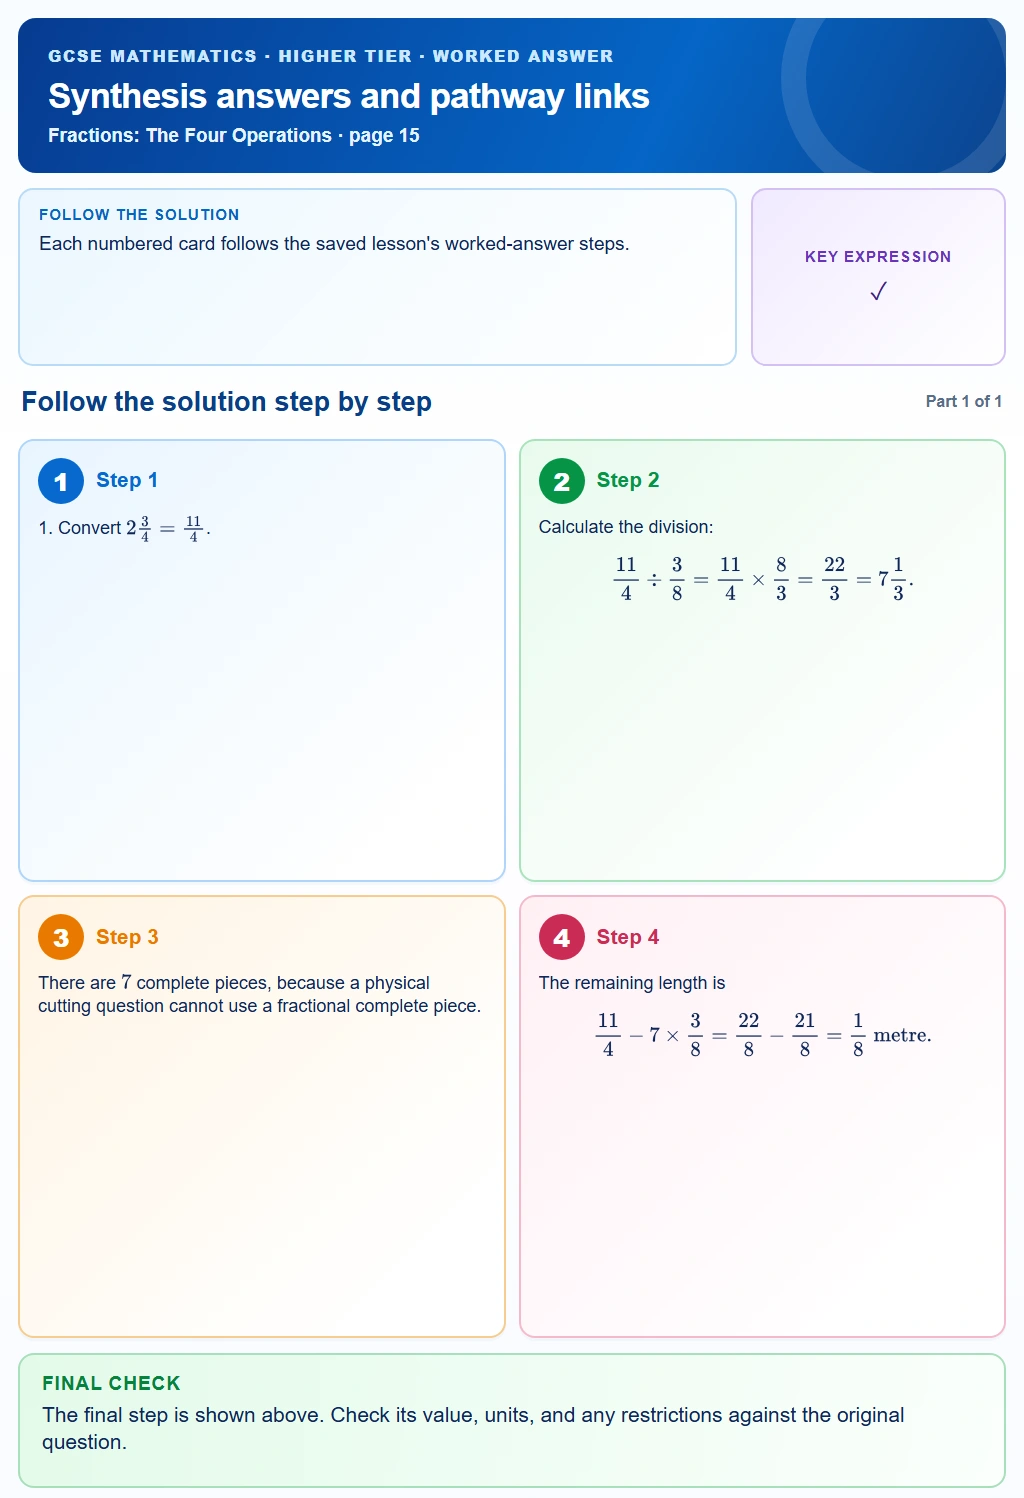 GCSE MATHEMATICS · HIGHER TIER · WORKED ANSWER
Synthesis answers and pathway links
Fractions: The Four Operations · page 15
FOLLOW THE SOLUTION
Each numbered card follows the saved lesson's worked-answer steps.
KEY EXPRESSION
✓
Follow the solution step by step
Part 1 of 1
1 Step 1
1. Convert 2 3/4 = 11/4.
2 Step 2
Calculate the division:
11/4 ÷ 3/8 = 11/4 × 8/3 = 22/3 = 7 1/3.
3 Step 3
There are 7 complete pieces, because a physical
cutting question cannot use a fractional complete piece.
4 Step 4
The remaining length is
11/4 − 7 × 3/8 = 22/8 − 21/8 = 1/8 metre.
FINAL CHECK
The final step is shown above. Check its value, units, and any restrictions against the original
question.